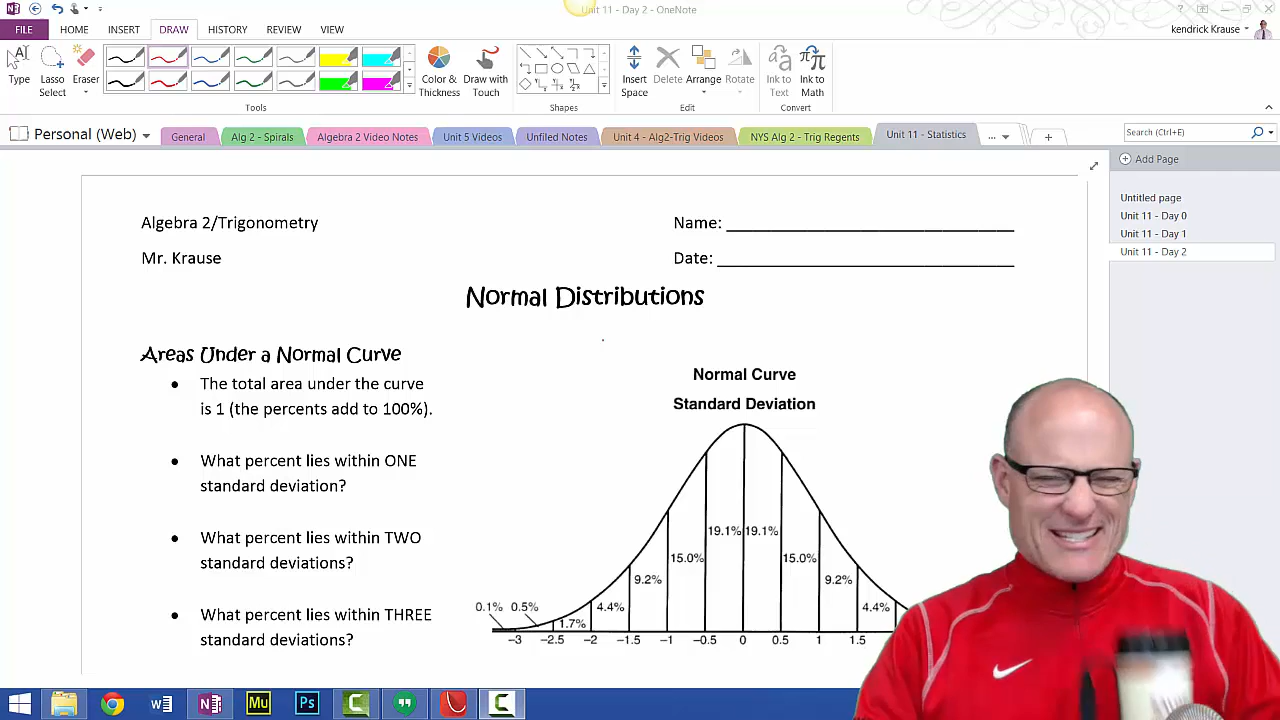 Unit 11 - Day 2 - OneNote
FILE HOME INSERT DRAW HISTORY REVIEW VIEW
kendrick Krause
Type
Lasso Select
Eraser
Color & Thickness
Draw with Touch
Insert Space
Delete
Arrange
Rotate
Ink to Text
Ink to Math
Tools Shapes Edit Convert
Personal (Web)
General
Alg 2 - Spirals
Algebra 2 Video Notes
Unit 5 Videos
Unfiled Notes
Unit 4 - Alg2-Trig Videos
NYS Alg 2 - Trig Regents
Unit 11 - Statistics
Search (Ctrl+E)
Add Page
Untitled page
Unit 11 - Day 0
Unit 11 - Day 1
Unit 11 - Day 2
Algebra 2/Trigonometry
Name:
Mr. Krause
Date:
Normal Distributions
Areas Under a Normal Curve
• The total area under the curve
is 1 (the percents add to 100%).
• What percent lies within ONE
standard deviation?
• What percent lies within TWO
standard deviations?
• What percent lies within THREE
standard deviations?
Normal Curve
Standard Deviation
19.1% 19.1%
15.0% 15.0%
9.2% 9.2%
0.1% 0.5% 4.4% 4.4%
1.7%
–3 –2.5 –2 –1.5 –1 –0.5 0 0.5 1 1.5
Mu
Ps